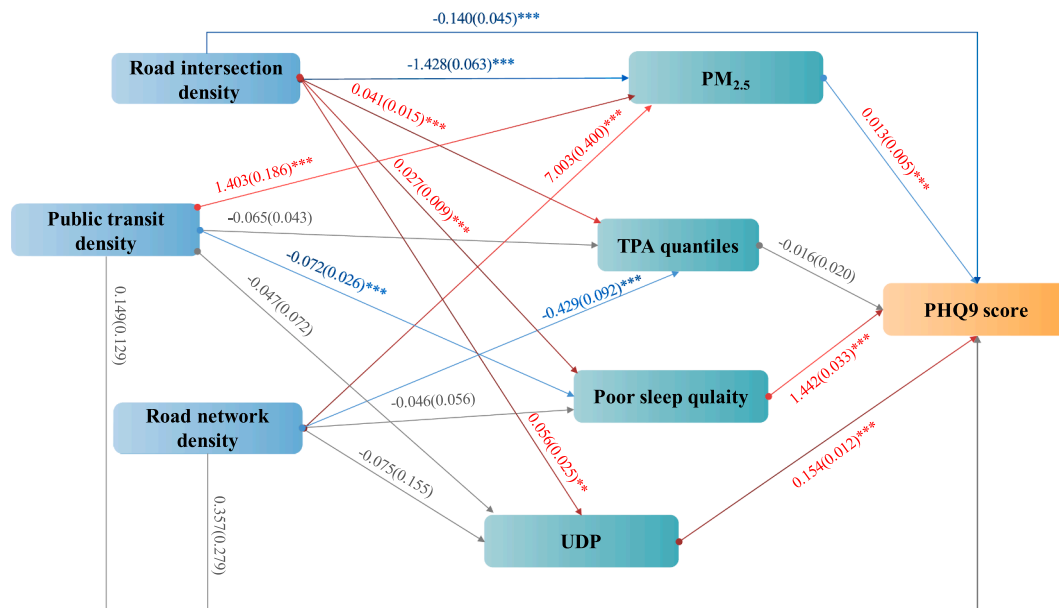 -0.140(0.045)***
Road intersection
density
-1.428(0.063)***
PM2.5
0.041(0.015)***
7.003(0.400)***
0.013(0.005)***
1.403(0.186)***
0.027(0.009)***
Public transit
density
-0.065(0.043)
TPA quantiles
-0.016(0.020)
-0.072(0.026)***
-0.047(0.072)
-0.429(0.092)***
PHQ9 score
0.149(0.129)
1.442(0.033)***
Road network
density
-0.046(0.056)
Poor sleep qulaity
0.056(0.025)**
-0.075(0.155)
0.154(0.012)***
0.357(0.279)
UDP